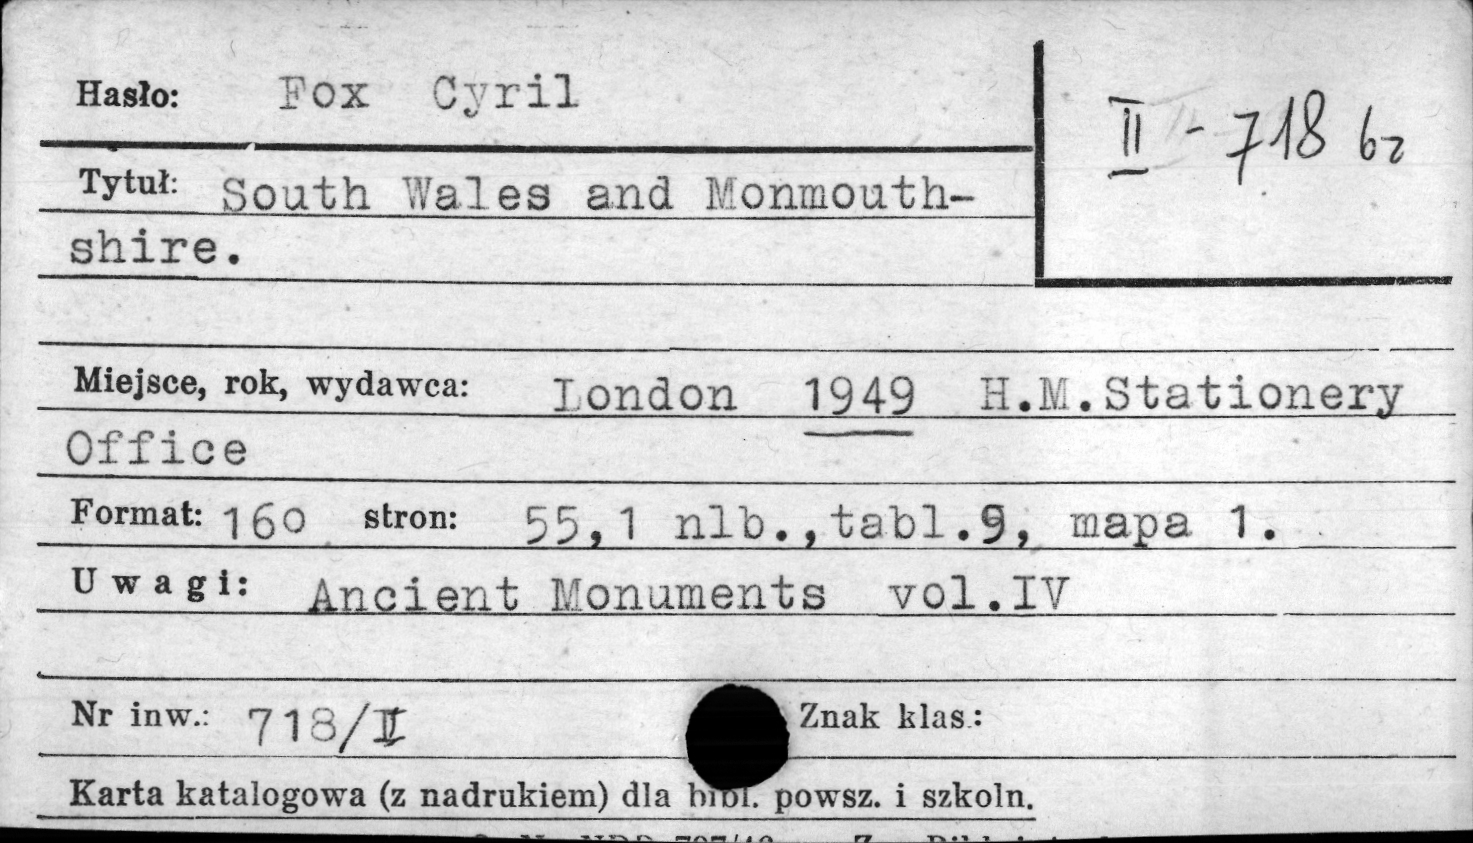 Hasło: Fox Cyril
II - 718 bz
Tytuł: South Wales and Monmouth-
shire.
Miejsce, rok, wydawca: London 1949 H.M.Stationery
Office
Format: 160 stron: 55,1 nlb.,tabl.9, mapa 1.
Uwagi: Ancient Monuments vol.IV
Nr inw.: 718/II Znak klas.:
Karta katalogowa (z nadrukiem) dla bibl. powsz. i szkoln.